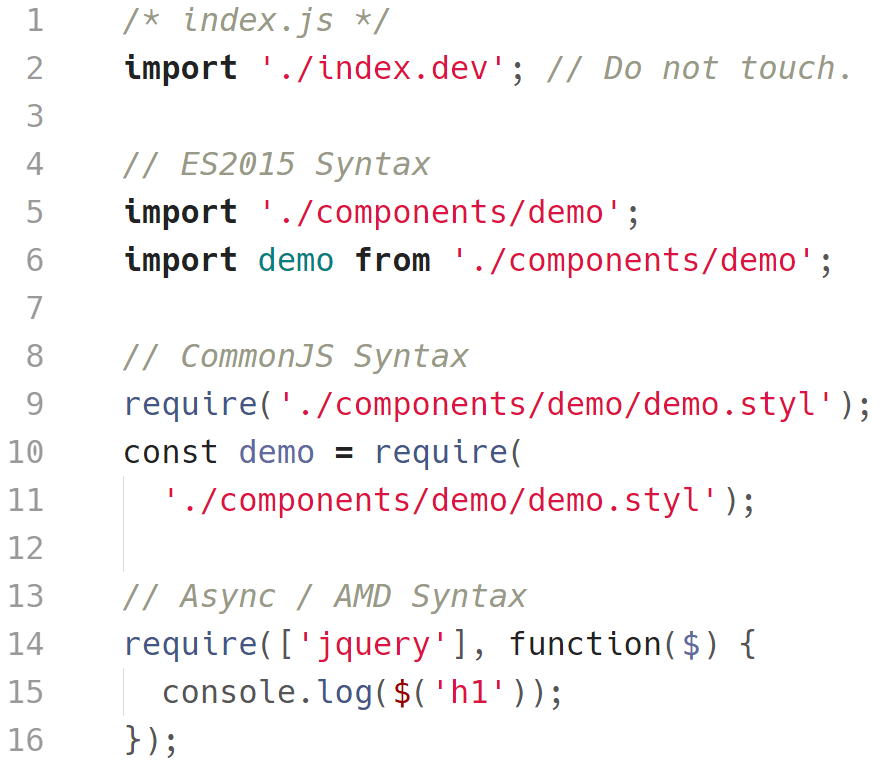 1 /* index.js */
2 import './index.dev'; // Do not touch.
3
4 // ES2015 Syntax
5 import './components/demo';
6 import demo from './components/demo';
7
8 // CommonJS Syntax
9 require('./components/demo/demo.styl');
10 const demo = require(
11   './components/demo/demo.styl');
12
13 // Async / AMD Syntax
14 require(['jquery'], function($) {
15   console.log($('h1'));
16 });